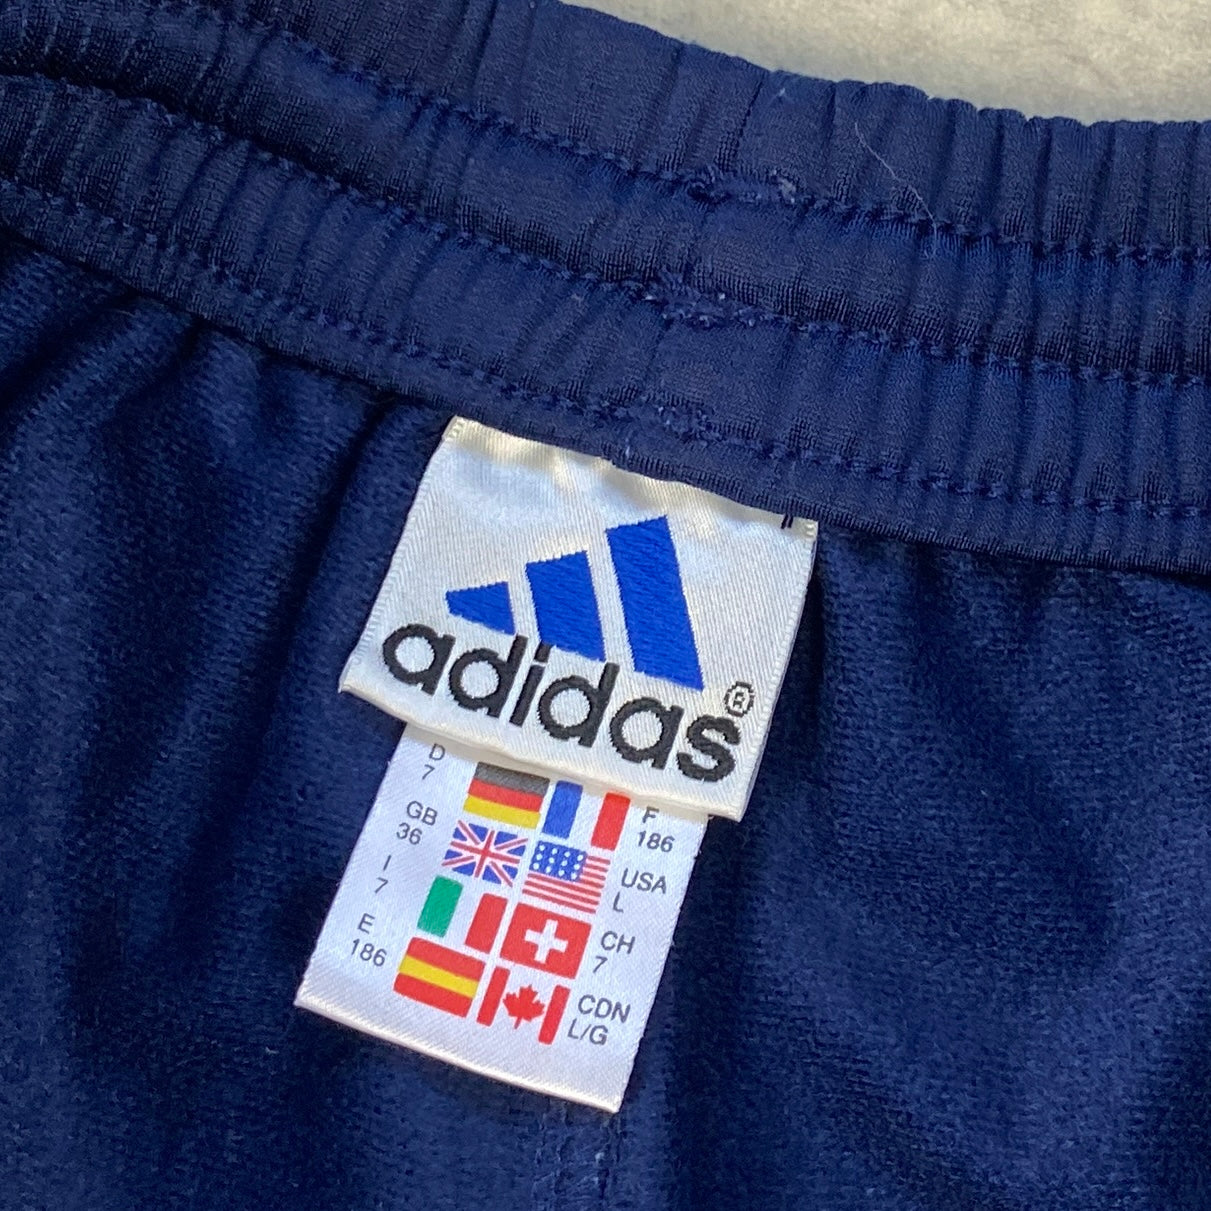 adidas®
D
7
F
186
GB
36
USA
L
I
7
CH
7
E
186
CDN
L/G